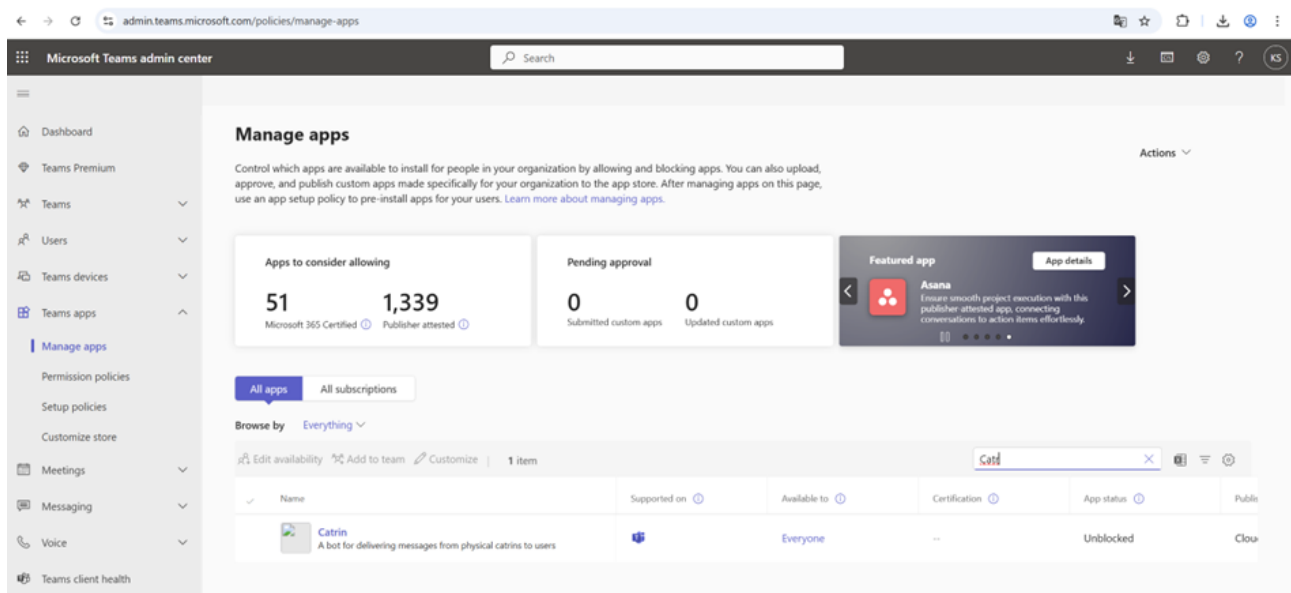 admin.teams.microsoft.com/policies/manage-apps
Microsoft Teams admin center
Search
KS
Dashboard
Teams Premium
Teams
Users
Teams devices
Teams apps
Manage apps
Permission policies
Setup policies
Customize store
Meetings
Messaging
Voice
Teams client health
Manage apps
Actions
Control which apps are available to install for people in your organization by allowing and blocking apps. You can also upload,
approve, and publish custom apps made specifically for your organization to the app store. After managing apps on this page,
use an app setup policy to pre-install apps for your users. Learn more about managing apps.
Apps to consider allowing
51 1,339
Microsoft 365 Certified Publisher attested
Pending approval
0 0
Submitted custom apps Updated custom apps
Featured app App details
Asana
Ensure smooth project execution with this
publisher-attested app, connecting
conversations to action items effortlessly.
All apps All subscriptions
Browse by Everything
Edit availability Add to team Customize | 1 item
Name Supported on Available to Certification App status Publis
Catrin
A bot for delivering messages from physical catrins to users
Everyone -- Unblocked Clou